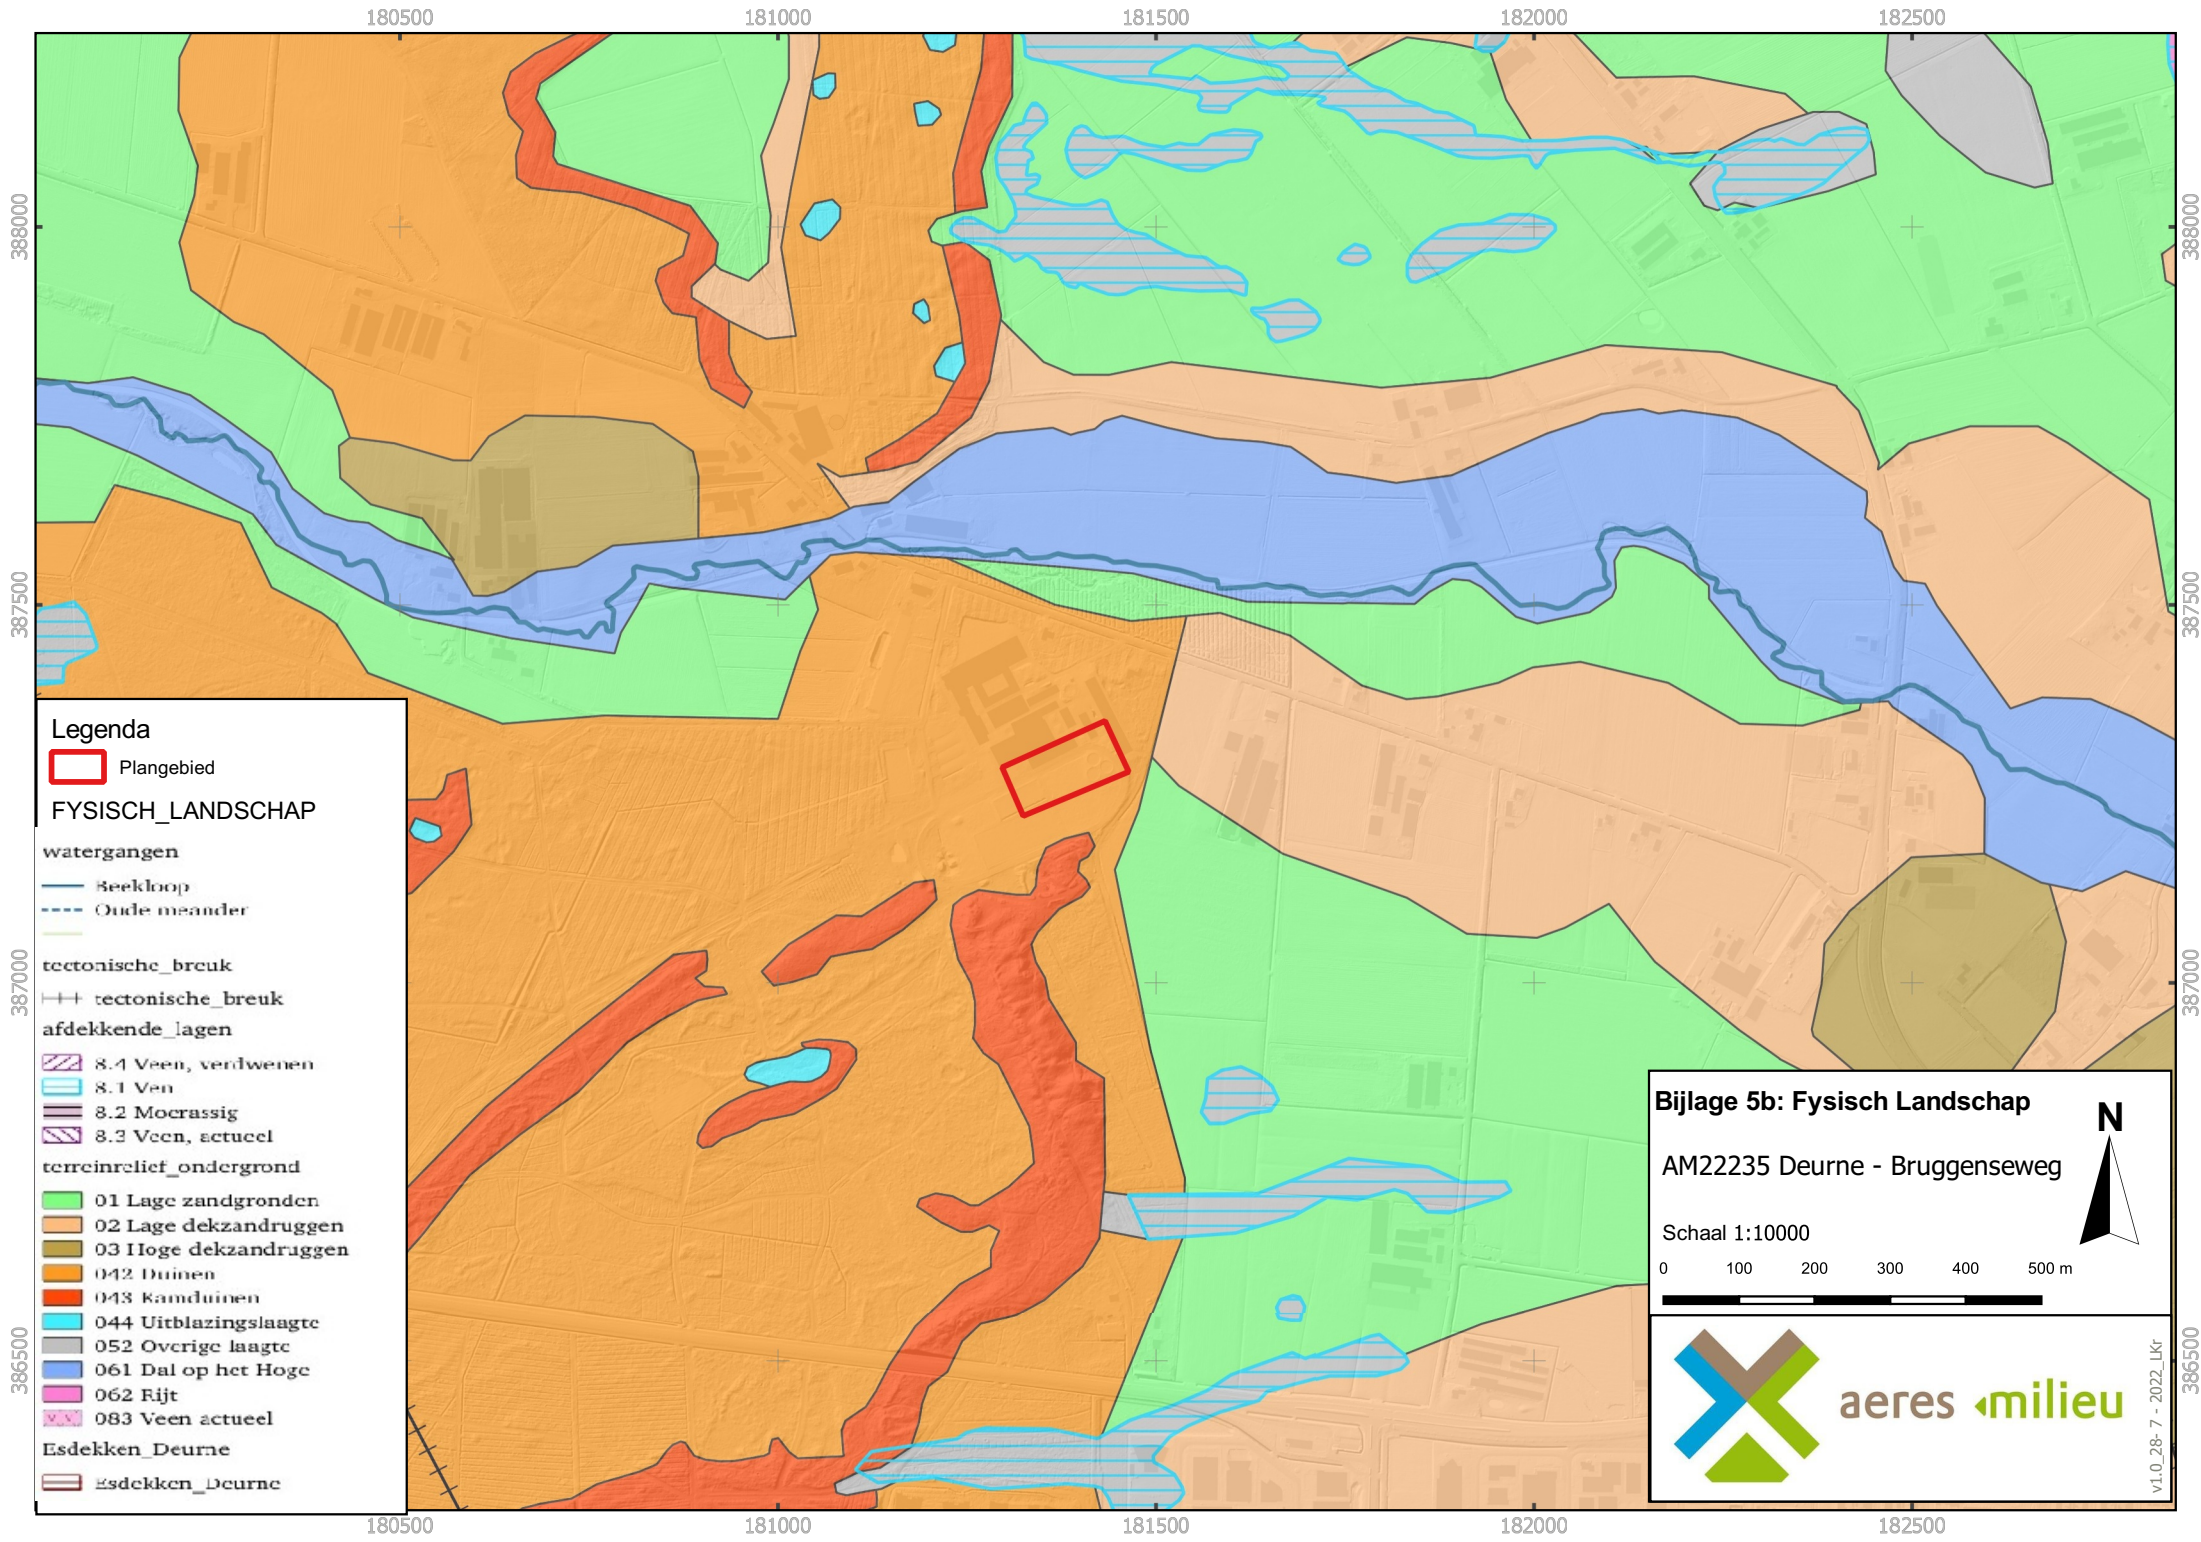 180500 181000 181500 182000 182500
388000 388000
387500 387500
387000 387000
386500 386500
Legenda
Plangebied
FYSISCH_LANDSCHAP
watergangen
Beekloop
Oude meander
tectonische_breuk
tectonische_breuk
afdekkende_lagen
8.4 Veen, verdwenen
8.1 Ven
8.2 Moerassig
8.3 Veen, actueel
terreinrelief_ondergrond
01 Lage zandgronden
02 Lage dekzandruggen
03 Hoge dekzandruggen
042 Duinen
043 Kamduinen
044 Uitblazingslaagte
052 Overige laagte
061 Dal op het Hoge
062 Rijt
083 Veen actueel
Esdekken_Deurne
Esdekken_Deurne
Bijlage 5b: Fysisch Landschap
N
AM22235 Deurne - Bruggenseweg
Schaal 1:10000
0 100 200 300 400 500 m
aeres milieu
v1.0_28- 7 - 2022_LKr
180500 181000 181500 182000 182500